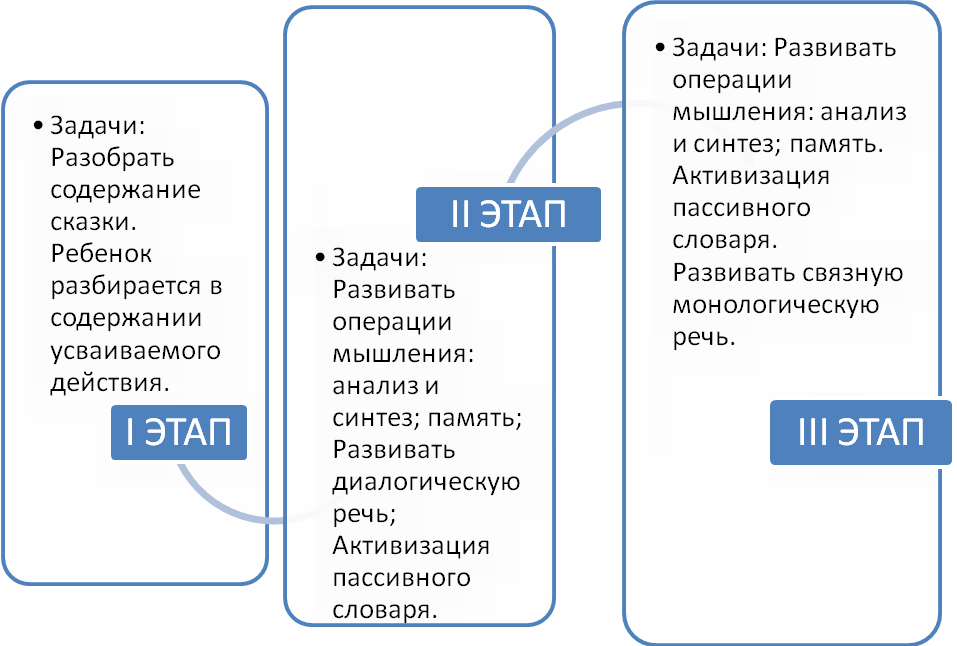 • Задачи:
Разобрать
содержание
сказки.
Ребенок
разбирается в
содержании
усваиваемого
действия.
I ЭТАП
II ЭТАП
• Задачи:
Развивать
операции
мышления:
анализ и
синтез; память;
Развивать
диалогическую
речь;
Активизация
пассивного
словаря.
• Задачи: Развивать
операции
мышления: анализ
и синтез; память.
Активизация
пассивного
словаря.
Развивать связную
монологическую
речь.
III ЭТАП